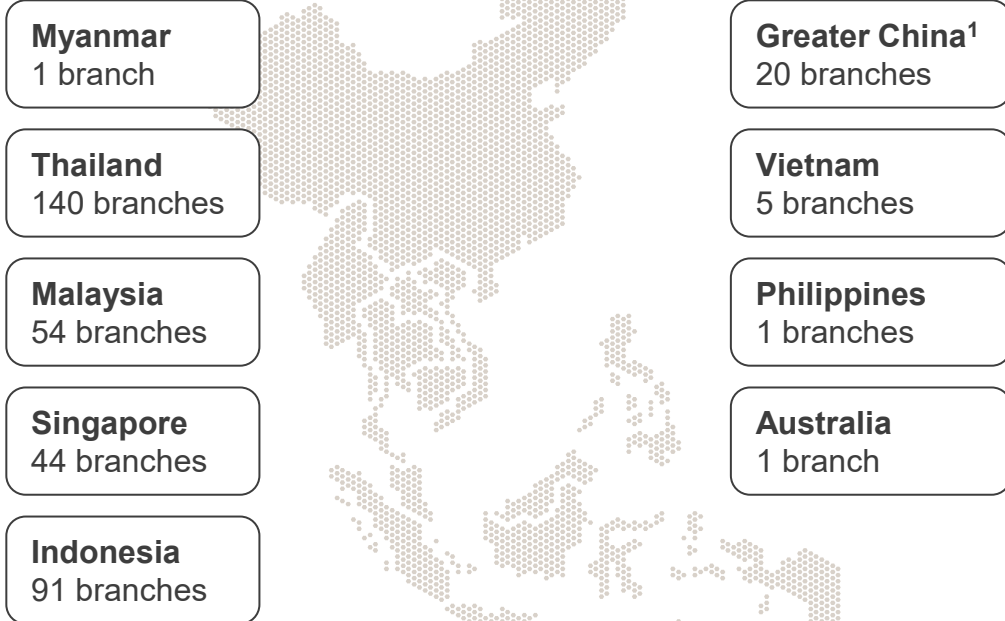 Myanmar
1 branch
Thailand
140 branches
Malaysia
54 branches
Singapore
44 branches
Indonesia
91 branches
Greater China¹
20 branches
Vietnam
5 branches
Philippines
1 branches
Australia
1 branch